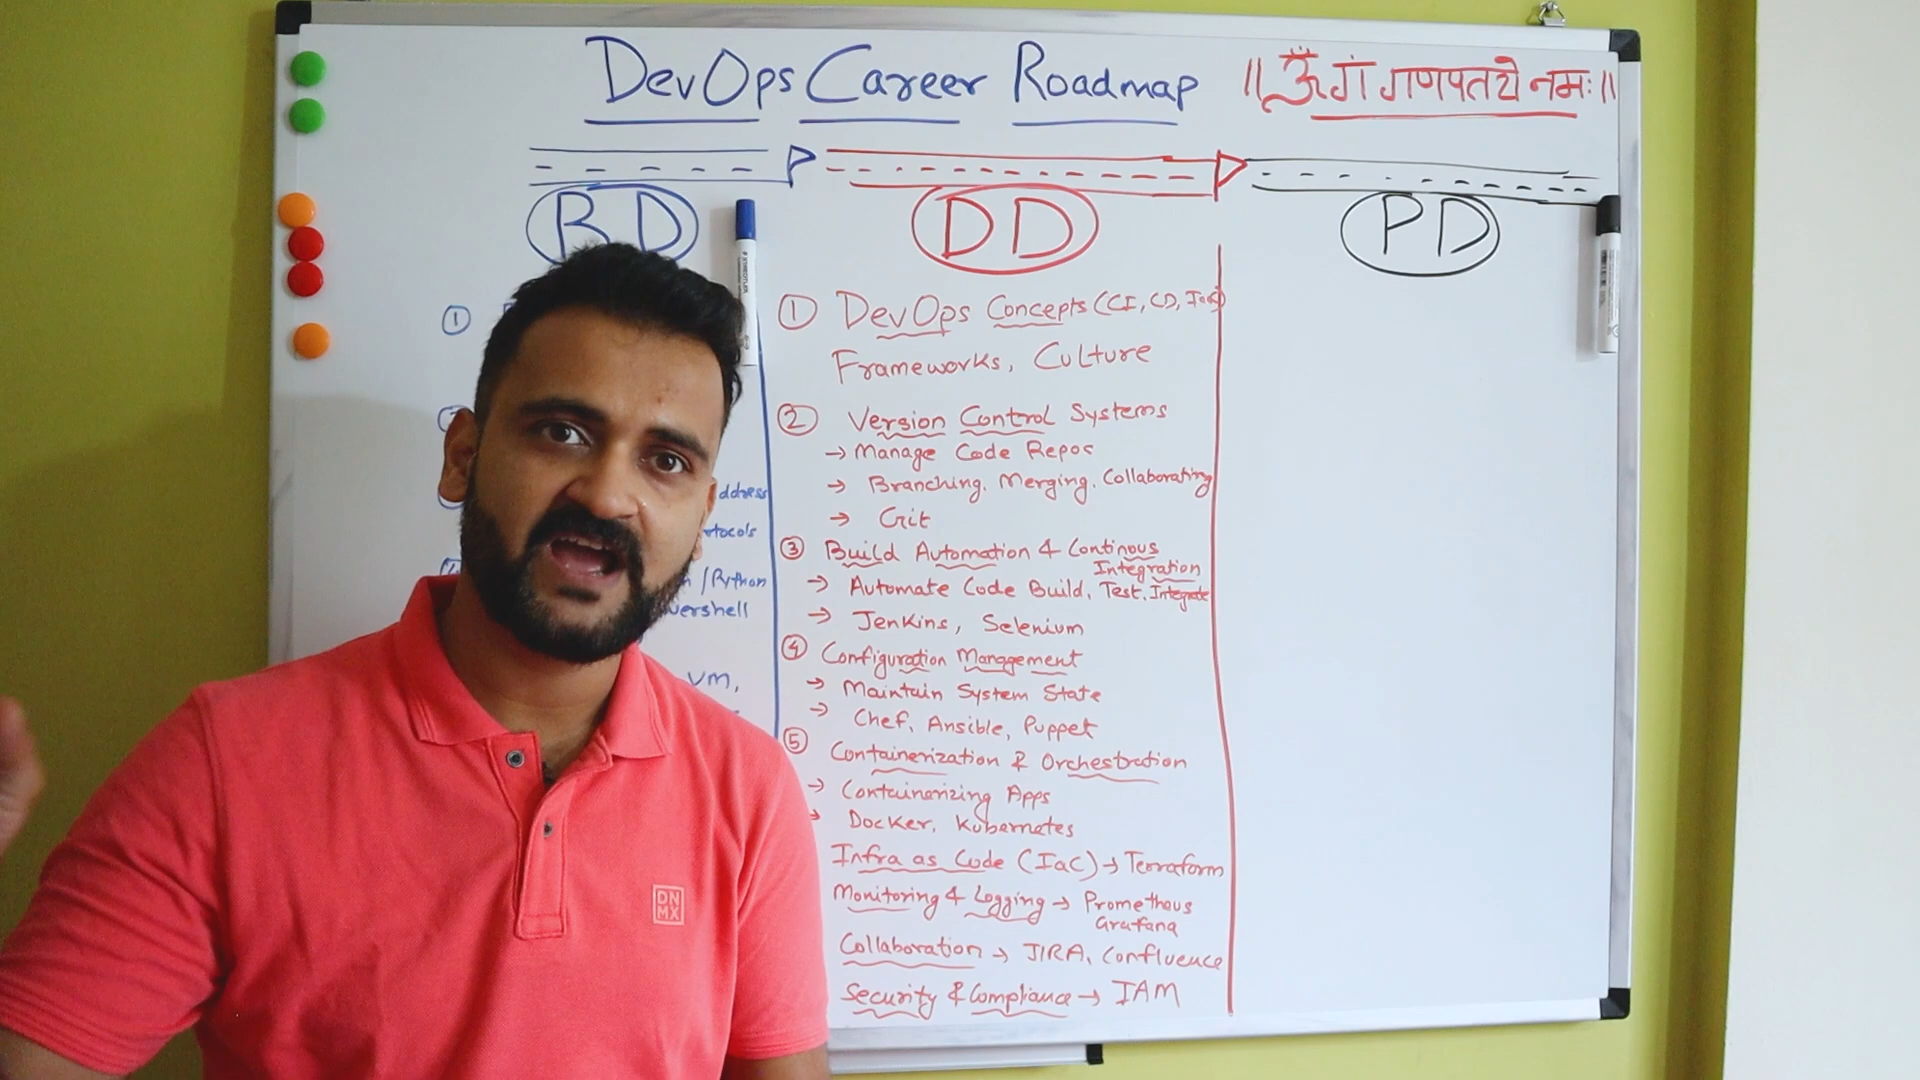 DevOps Career Roadmap
॥ ॐ गं गणपतये नमः ॥
BD
DD
PD
①
ddress
tocols
/Python
ershell
VM,
① DevOps Concepts (CI, CD, IaC)
Frameworks, Culture
② Version Control Systems
→ Manage Code Repos
→ Branching, Merging, Collaborating
→ Git
③ Build Automation & Continous
Integration
→ Automate Code Build, Test, Integrate
→ Jenkins, Selenium
④ Configuration Management
→ Maintain System State
→ Chef, Ansible, Puppet
⑤ Containerization & Orchestration
→ Containerizing Apps
→ Docker, Kubernetes
Infra as Code (IaC) → Terraform
Monitoring & Logging → Prometheus
Grafana
Collaboration → JIRA, Confluence
Security & Compliance → IAM
DN
MX